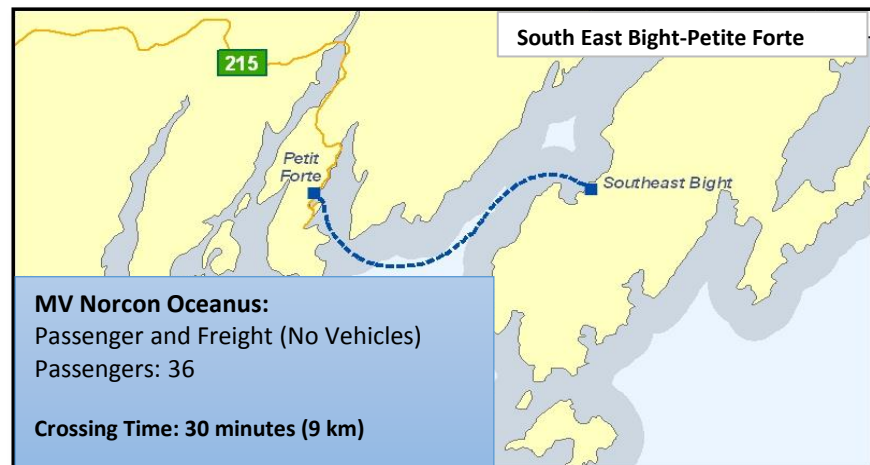 South East Bight-Petite Forte
215
Petit
Forte
Southeast Bight
MV Norcon Oceanus:
Passenger and Freight (No Vehicles)
Passengers: 36
Crossing Time: 30 minutes (9 km)